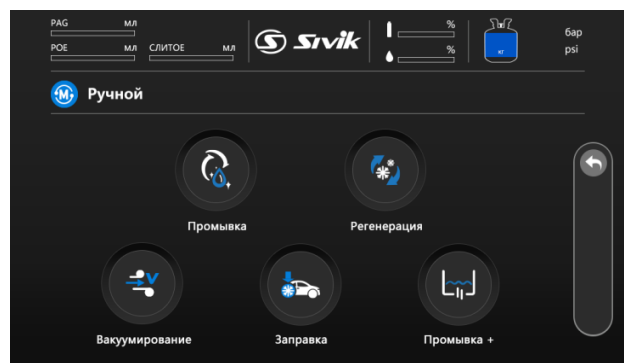 PAG мл
POE мл СЛИТОЕ мл
Sivik
%
%
кг
бар
psi
M
Ручной
Промывка
Регенерация
V
Вакуумирование
Заправка
Промывка +